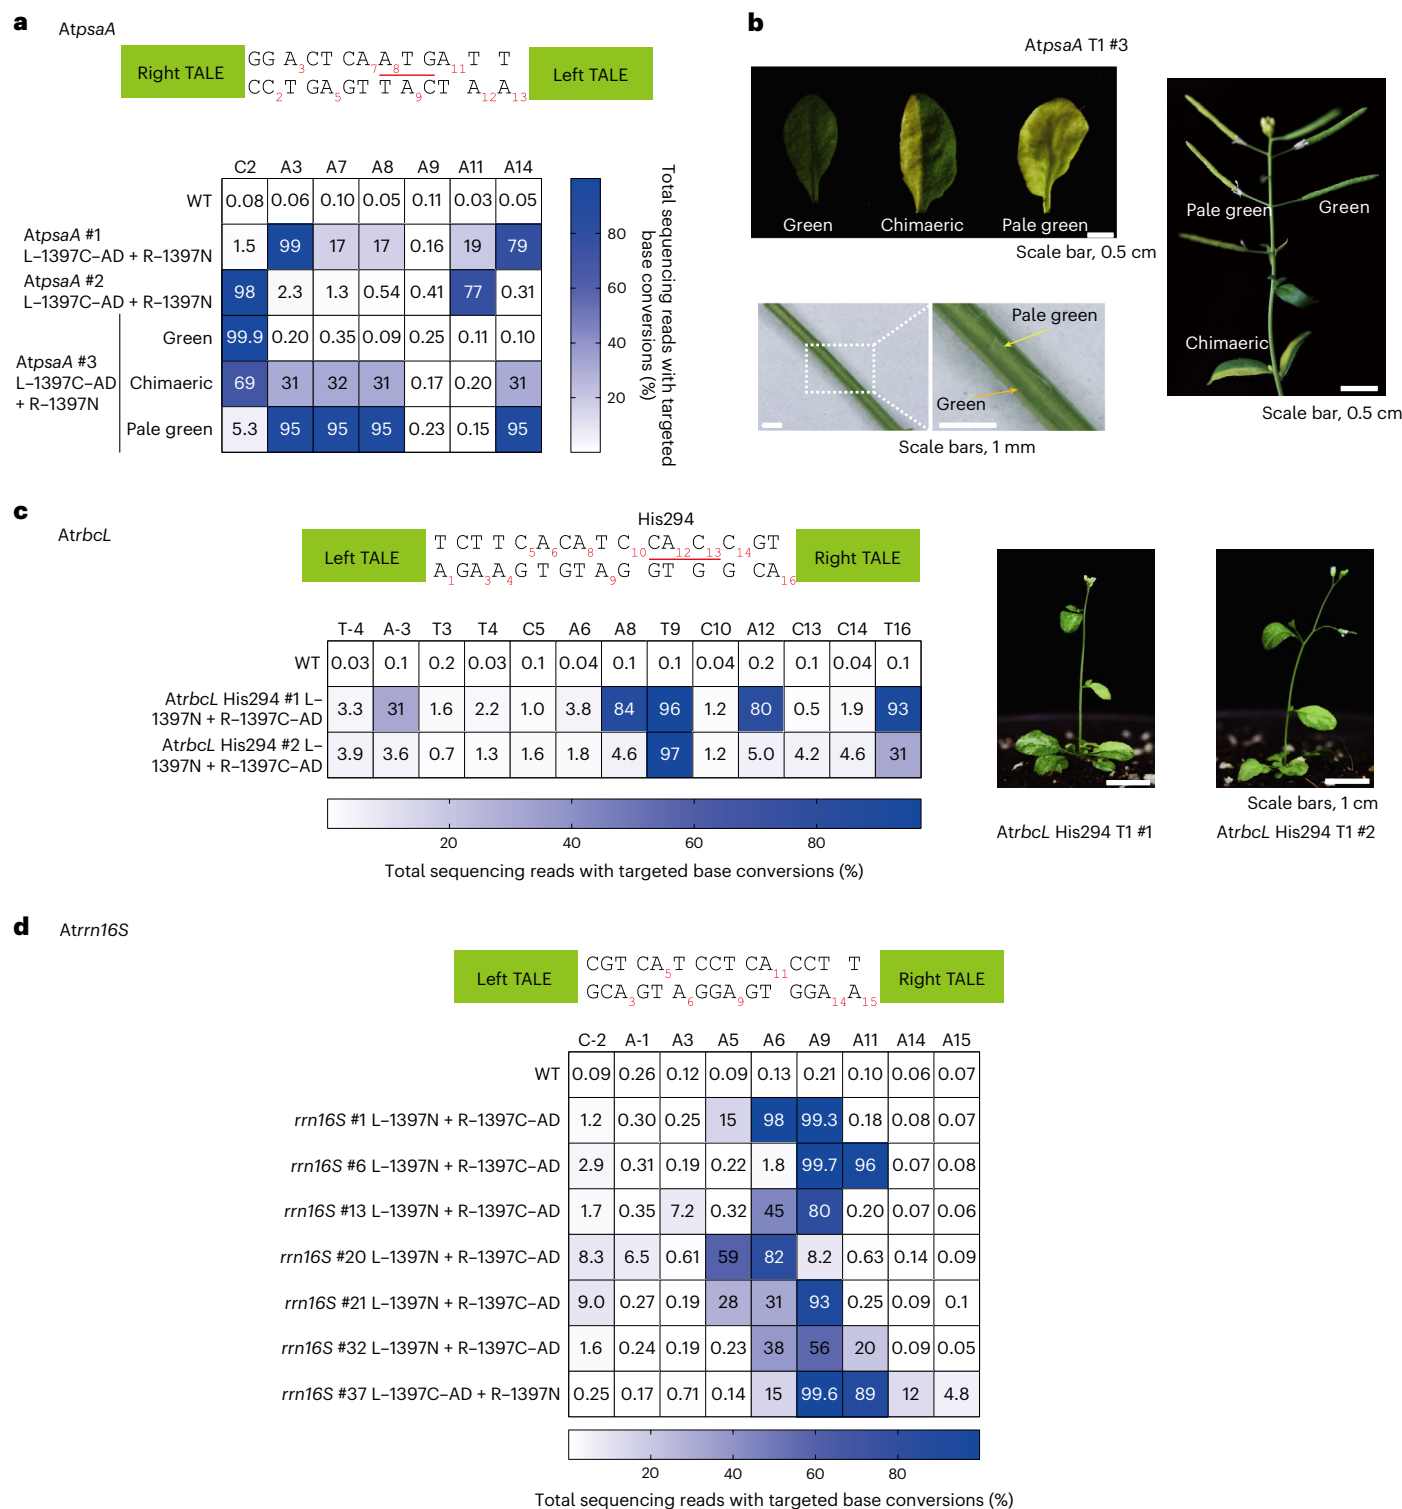 a
AtpsaA
Right TALE
GG A3CT CA7A8T GA11T T
CC2T GA5GT T A9CT A12A13
Left TALE
C2 A3 A7 A8 A9 A11 A14
WT 0.08 0.06 0.10 0.05 0.11 0.03 0.05
AtpsaA #1
L–1397C–AD + R–1397N
1.5 99 17 17 0.16 19 79
AtpsaA #2
L–1397C–AD + R–1397N
98 2.3 1.3 0.54 0.41 77 0.31
AtpsaA #3
L–1397C–AD
+ R–1397N
Green 99.9 0.20 0.35 0.09 0.25 0.11 0.10
Chimaeric 69 31 32 31 0.17 0.20 31
Pale green 5.3 95 95 95 0.23 0.15 95
80
60
40
20
Total sequencing reads with targeted
base conversions (%)
b
AtpsaA T1 #3
Green Chimaeric Pale green
Scale bar, 0.5 cm
Pale green
Green
Scale bars, 1 mm
Pale green
Green
Chimaeric
Scale bar, 0.5 cm
c
AtrbcL
His294
Left TALE
T CT T C5A6CA8T C10CA12C13C14GT
A1GA3A4G T GTA9G GT G G CA16
Right TALE
T-4 A-3 T3 T4 C5 A6 A8 T9 C10 A12 C13 C14 T16
WT 0.03 0.1 0.2 0.03 0.1 0.04 0.1 0.1 0.04 0.2 0.1 0.04 0.1
AtrbcL His294 #1 L–
1397N + R–1397C–AD
3.3 31 1.6 2.2 1.0 3.8 84 96 1.2 80 0.5 1.9 93
AtrbcL His294 #2 L–
1397N + R–1397C–AD
3.9 3.6 0.7 1.3 1.6 1.8 4.6 97 1.2 5.0 4.2 4.6 31
20 40 60 80
Total sequencing reads with targeted base conversions (%)
Scale bars, 1 cm
AtrbcL His294 T1 #1
AtrbcL His294 T1 #2
d
Atrrn16S
Left TALE
CGT CA5T CCT CA11CCT T
GCA3GT A6GGA9GT GGA14A15
Right TALE
C-2 A-1 A3 A5 A6 A9 A11 A14 A15
WT 0.09 0.26 0.12 0.09 0.13 0.21 0.10 0.06 0.07
rrn16S #1 L–1397N + R–1397C–AD 1.2 0.30 0.25 15 98 99.3 0.18 0.08 0.07
rrn16S #6 L–1397N + R–1397C–AD 2.9 0.31 0.19 0.22 1.8 99.7 96 0.07 0.08
rrn16S #13 L–1397N + R–1397C–AD 1.7 0.35 7.2 0.32 45 80 0.20 0.07 0.06
rrn16S #20 L–1397N + R–1397C–AD 8.3 6.5 0.61 59 82 8.2 0.63 0.14 0.09
rrn16S #21 L–1397N + R–1397C–AD 9.0 0.27 0.19 28 31 93 0.25 0.09 0.1
rrn16S #32 L–1397N + R–1397C–AD 1.6 0.24 0.19 0.23 38 56 20 0.09 0.05
rrn16S #37 L–1397C–AD + R–1397N 0.25 0.17 0.71 0.14 15 99.6 89 12 4.8
20 40 60 80
Total sequencing reads with targeted base conversions (%)